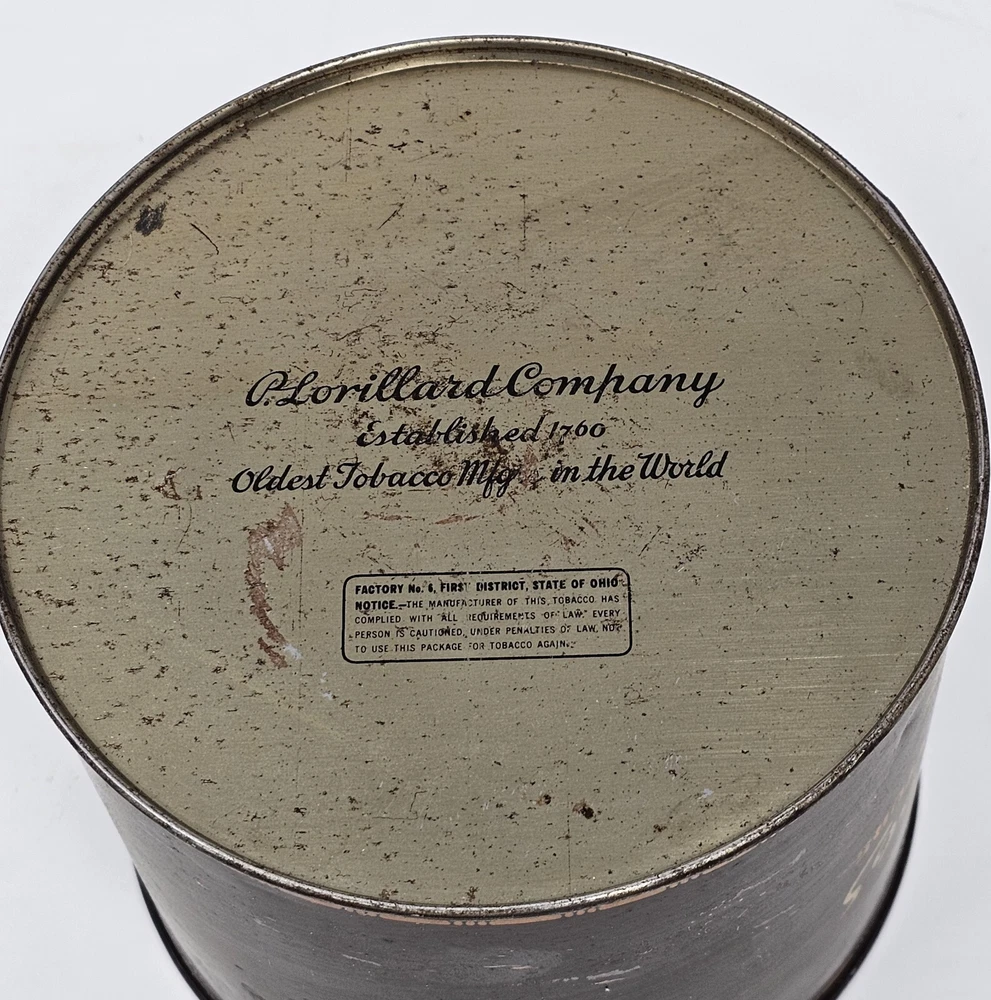 P. Lorillard Company
Established 1760
Oldest Tobacco Mfg in the World
FACTORY No. 6, FIRST DISTRICT, STATE OF OHIO
NOTICE.—THE MANUFACTURER OF THIS TOBACCO HAS
COMPLIED WITH ALL REQUIREMENTS OF LAW. EVERY
PERSON IS CAUTIONED, UNDER PENALTIES OF LAW, NOT
TO USE THIS PACKAGE FOR TOBACCO AGAIN.